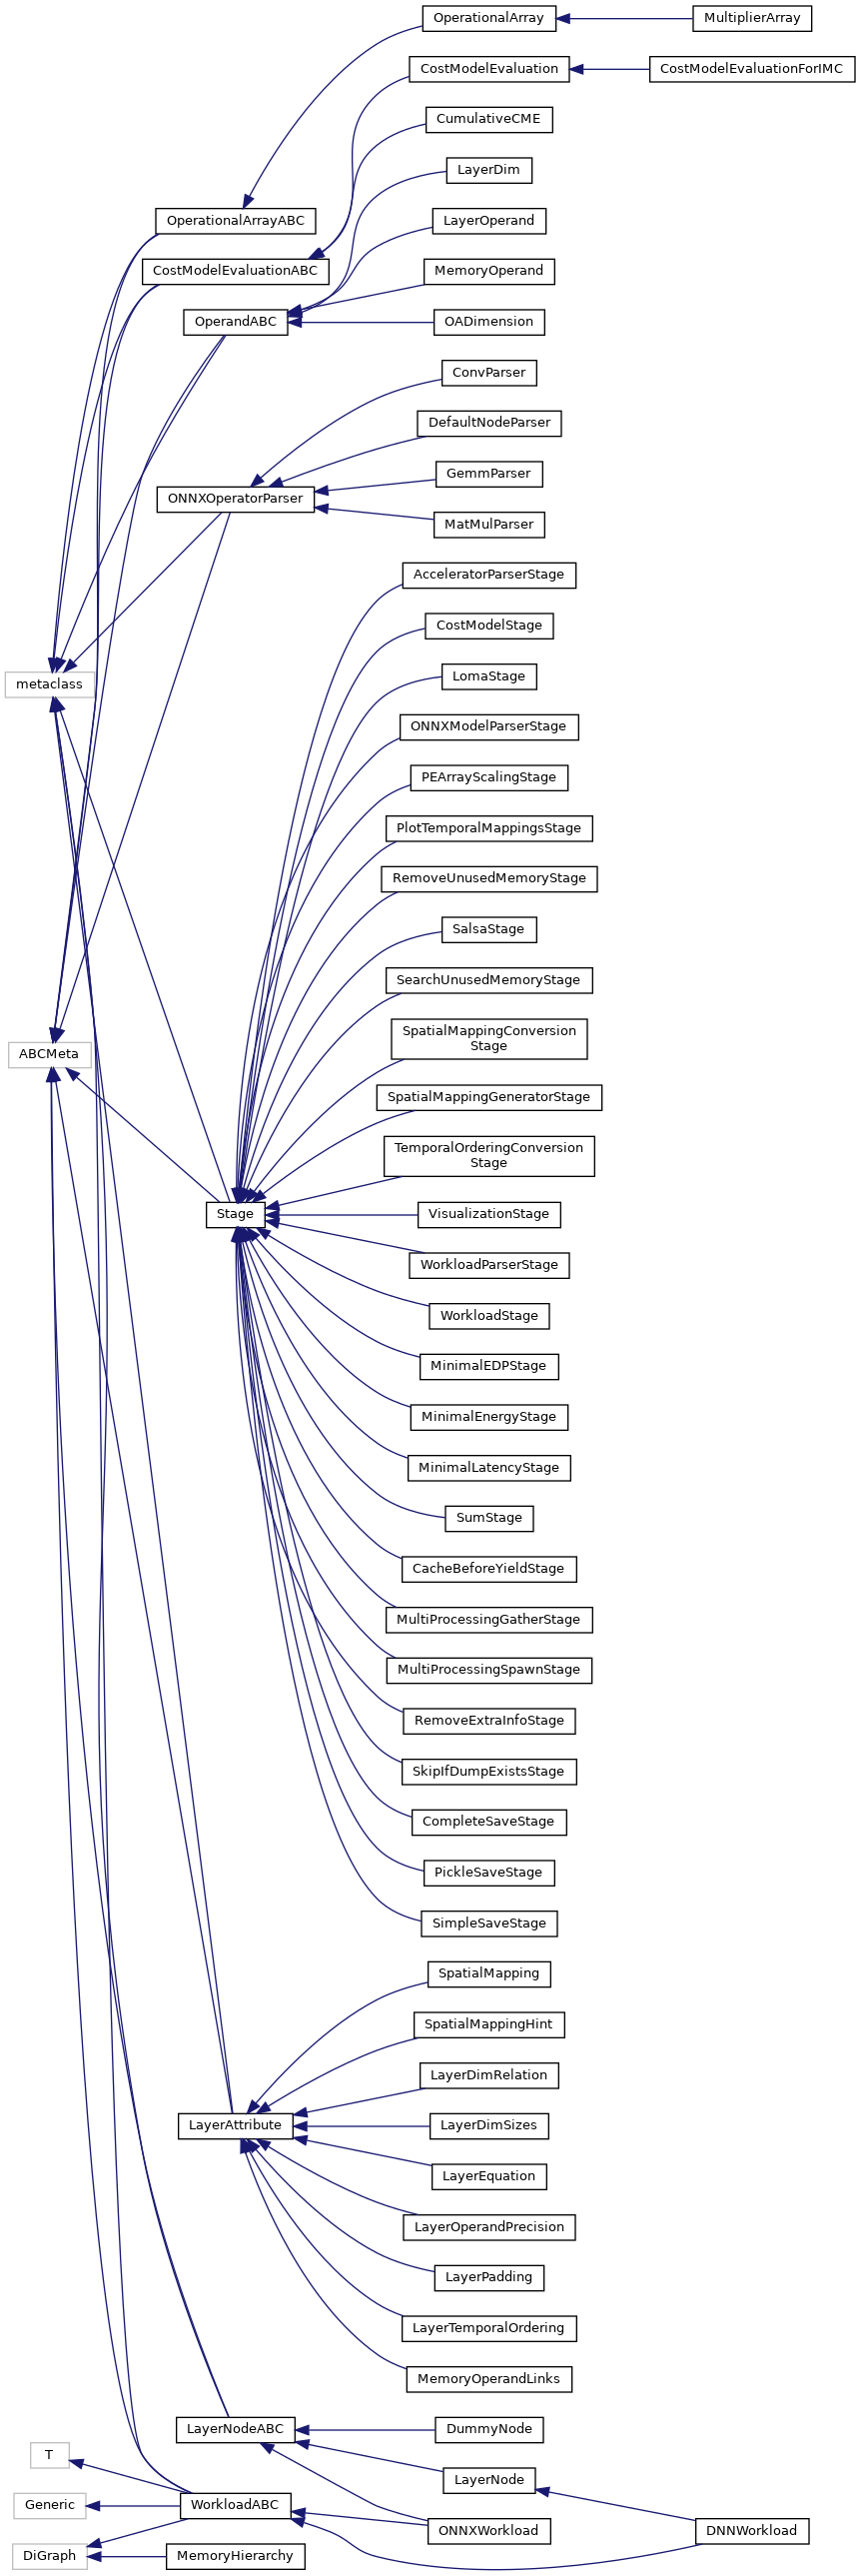 OperationalArray
MultiplierArray
CostModelEvaluation
CostModelEvaluationForIMC
CumulativeCME
LayerDim
OperationalArrayABC
LayerOperand
CostModelEvaluationABC
MemoryOperand
OperandABC
OADimension
ConvParser
DefaultNodeParser
GemmParser
ONNXOperatorParser
MatMulParser
AcceleratorParserStage
CostModelStage
LomaStage
metaclass
ONNXModelParserStage
PEArrayScalingStage
PlotTemporalMappingsStage
RemoveUnusedMemoryStage
SalsaStage
SearchUnusedMemoryStage
SpatialMappingConversion
Stage
ABCMeta
SpatialMappingGeneratorStage
TemporalOrderingConversion
Stage
Stage
VisualizationStage
WorkloadParserStage
WorkloadStage
MinimalEDPStage
MinimalEnergyStage
MinimalLatencyStage
SumStage
CacheBeforeYieldStage
MultiProcessingGatherStage
MultiProcessingSpawnStage
RemoveExtraInfoStage
SkipIfDumpExistsStage
CompleteSaveStage
PickleSaveStage
SimpleSaveStage
SpatialMapping
SpatialMappingHint
LayerDimRelation
LayerAttribute
LayerDimSizes
LayerEquation
LayerOperandPrecision
LayerPadding
LayerTemporalOrdering
MemoryOperandLinks
LayerNodeABC
DummyNode
T
LayerNode
Generic
WorkloadABC
ONNXWorkload
DNNWorkload
DiGraph
MemoryHierarchy